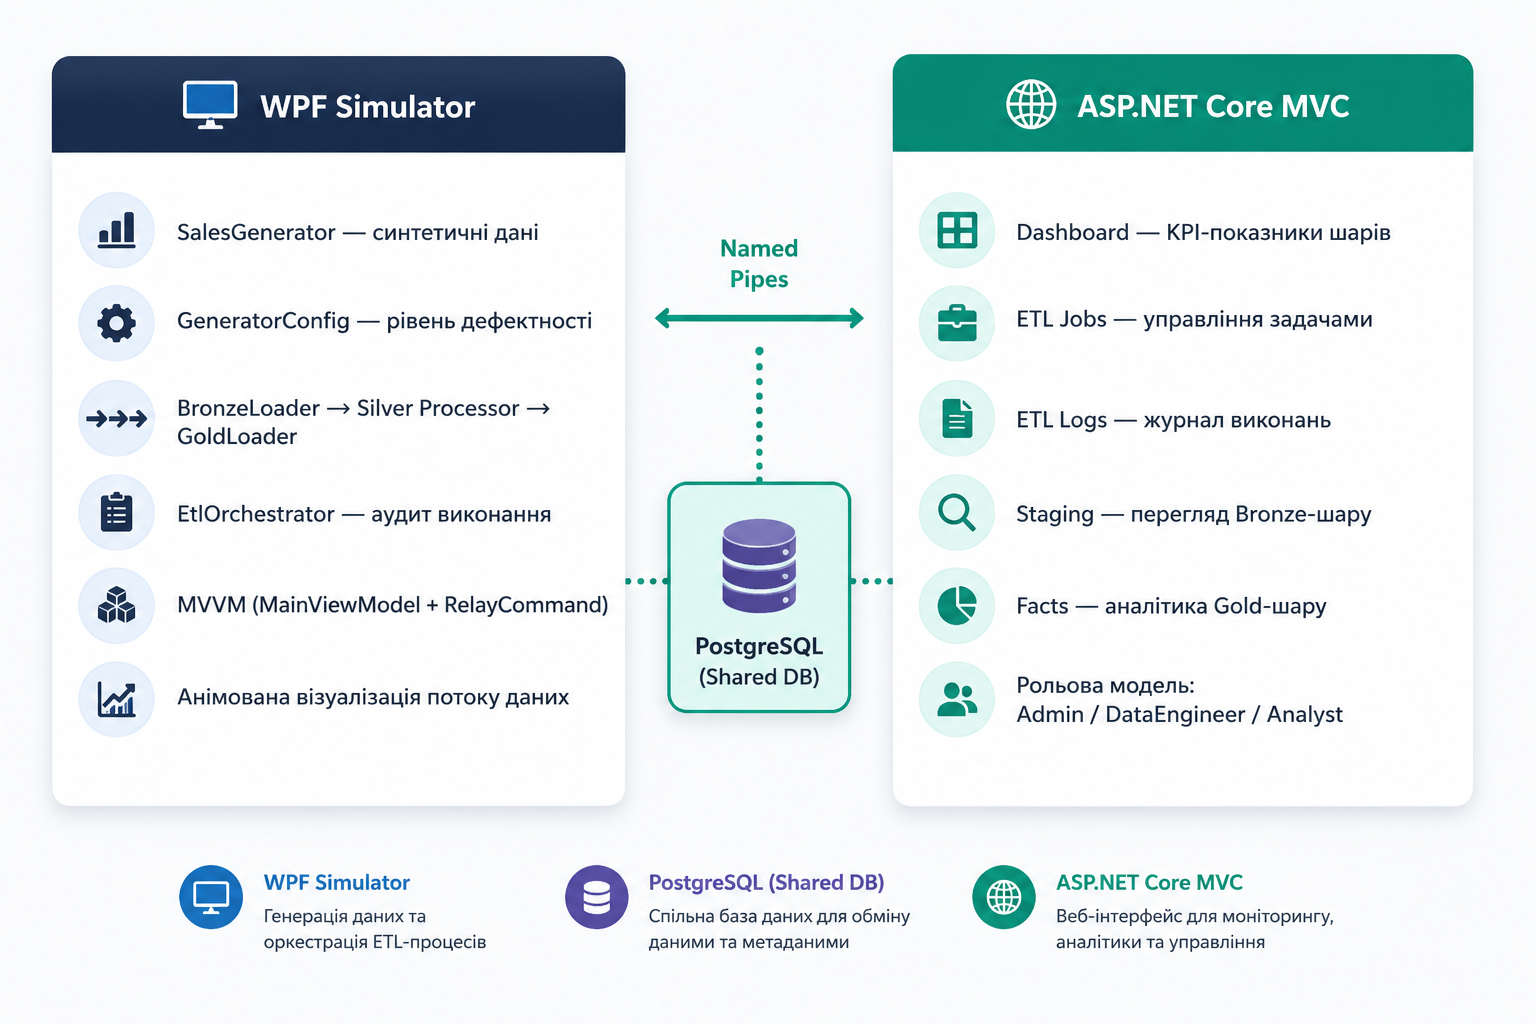 WPF Simulator
SalesGenerator — синтетичні дані
GeneratorConfig — рівень дефектності
BronzeLoader → Silver Processor →
GoldLoader
EtlOrchestrator — аудит виконання
MVVM (MainViewModel + RelayCommand)
Анімована візуалізація потоку даних
Named
Pipes
PostgreSQL
(Shared DB)
ASP.NET Core MVC
Dashboard — KPI-показники шарів
ETL Jobs — управління задачами
ETL Logs — журнал виконань
Staging — перегляд Bronze-шару
Facts — аналітика Gold-шару
Рольова модель:
Admin / DataEngineer / Analyst
WPF Simulator
Генерація даних та
оркестрація ETL-процесів
PostgreSQL (Shared DB)
Спільна база даних для обміну
даними та метаданими
ASP.NET Core MVC
Веб-інтерфейс для моніторингу,
аналітики та управління